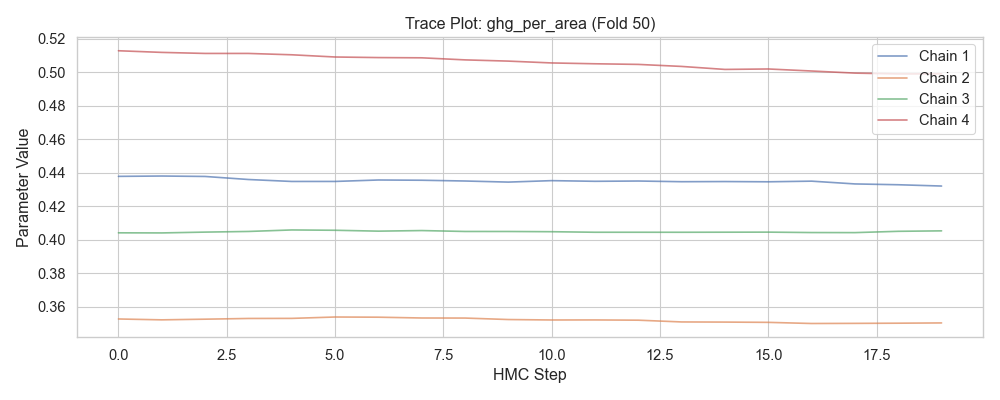 Trace Plot: ghg_per_area (Fold 50)
Parameter Value
0.52
0.50
0.48
0.46
0.44
0.42
0.40
0.38
0.36
Chain 1
Chain 2
Chain 3
Chain 4
0.0 2.5 5.0 7.5 10.0 12.5 15.0 17.5
HMC Step